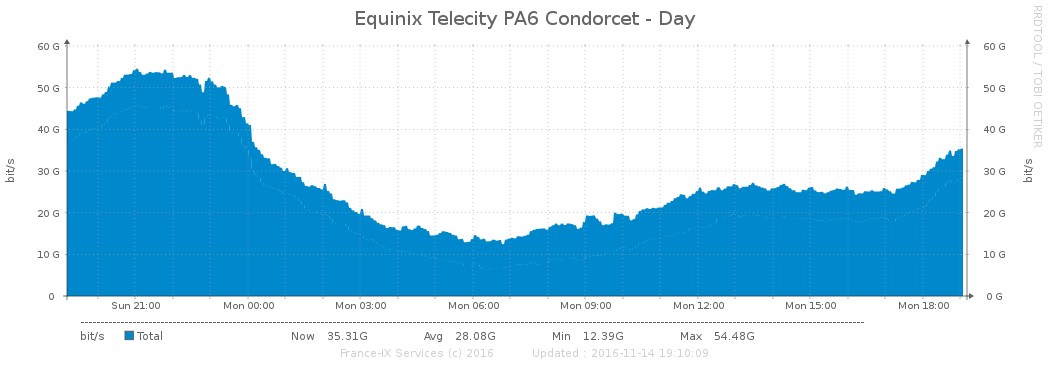 Equinix Telecity PA6 Condorcet - Day
RRDTOOL / TOBI OETIKER
60 G 60 G
50 G 50 G
40 G 40 G
30 G 30 G
20 G 20 G
10 G 10 G
0 0 G
bit/s bit/s
Sun 21:00 Mon 00:00 Mon 03:00 Mon 06:00 Mon 09:00 Mon 12:00 Mon 15:00 Mon 18:00
bit/s Total Now 35.31G Avg 28.08G Min 12.39G Max 54.48G
France-IX Services (c) 2016 Updated : 2016-11-14 19:10:09